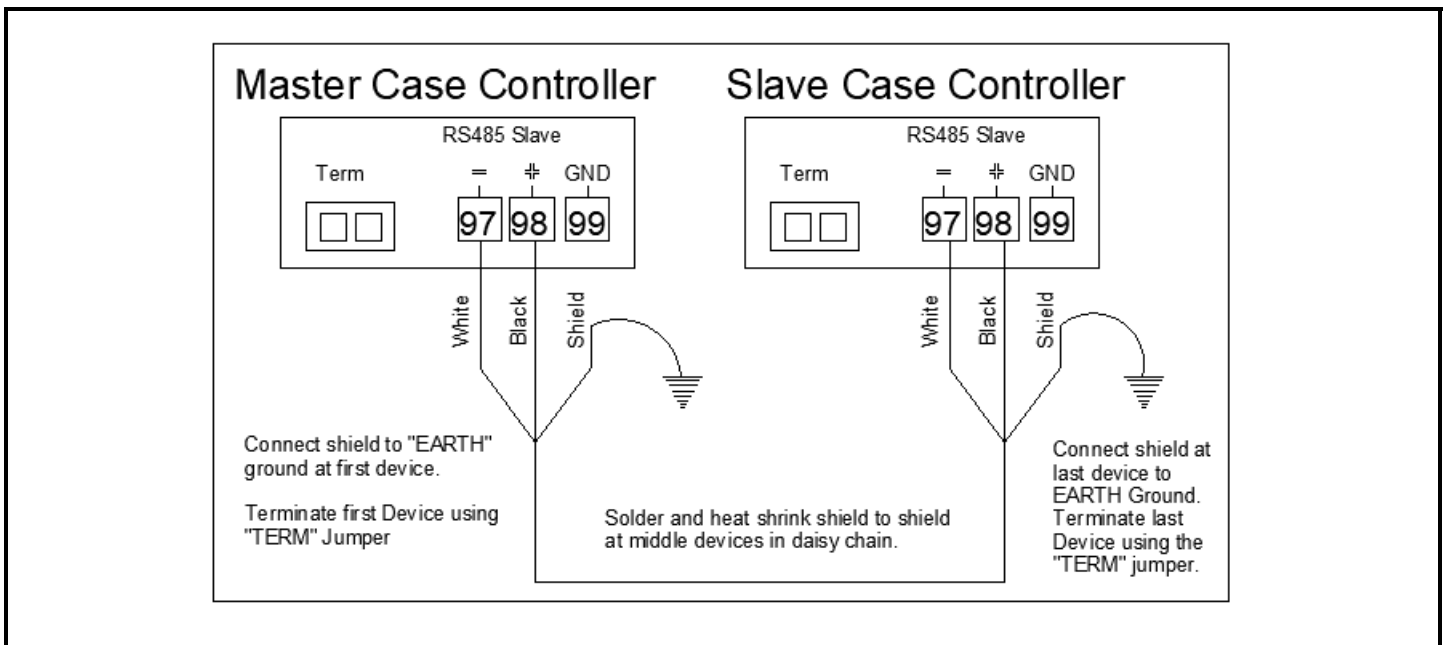 Master Case Controller
RS485 Slave
Term
= ╬ GND
97 98 99
White
Black
Shield
Connect shield to "EARTH"
ground at first device.
Terminate first Device using
"TERM" Jumper
Solder and heat shrink shield to shield
at middle devices in daisy chain.
Slave Case Controller
RS485 Slave
Term
= ╬ GND
97 98 99
White
Black
Shield
Connect shield at
last device to
EARTH Ground.
Terminate last
Device using the
"TERM" jumper.